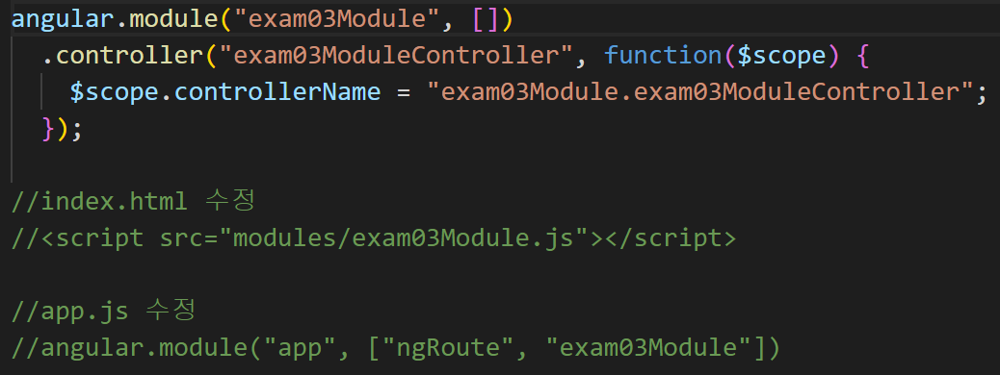 angular.module("exam03Module", [])
  .controller("exam03ModuleController", function($scope) {
    $scope.controllerName = "exam03Module.exam03ModuleController";
  });
//index.html 수정
//<script src="modules/exam03Module.js"></script>
//app.js 수정
//angular.module("app", ["ngRoute", "exam03Module"])